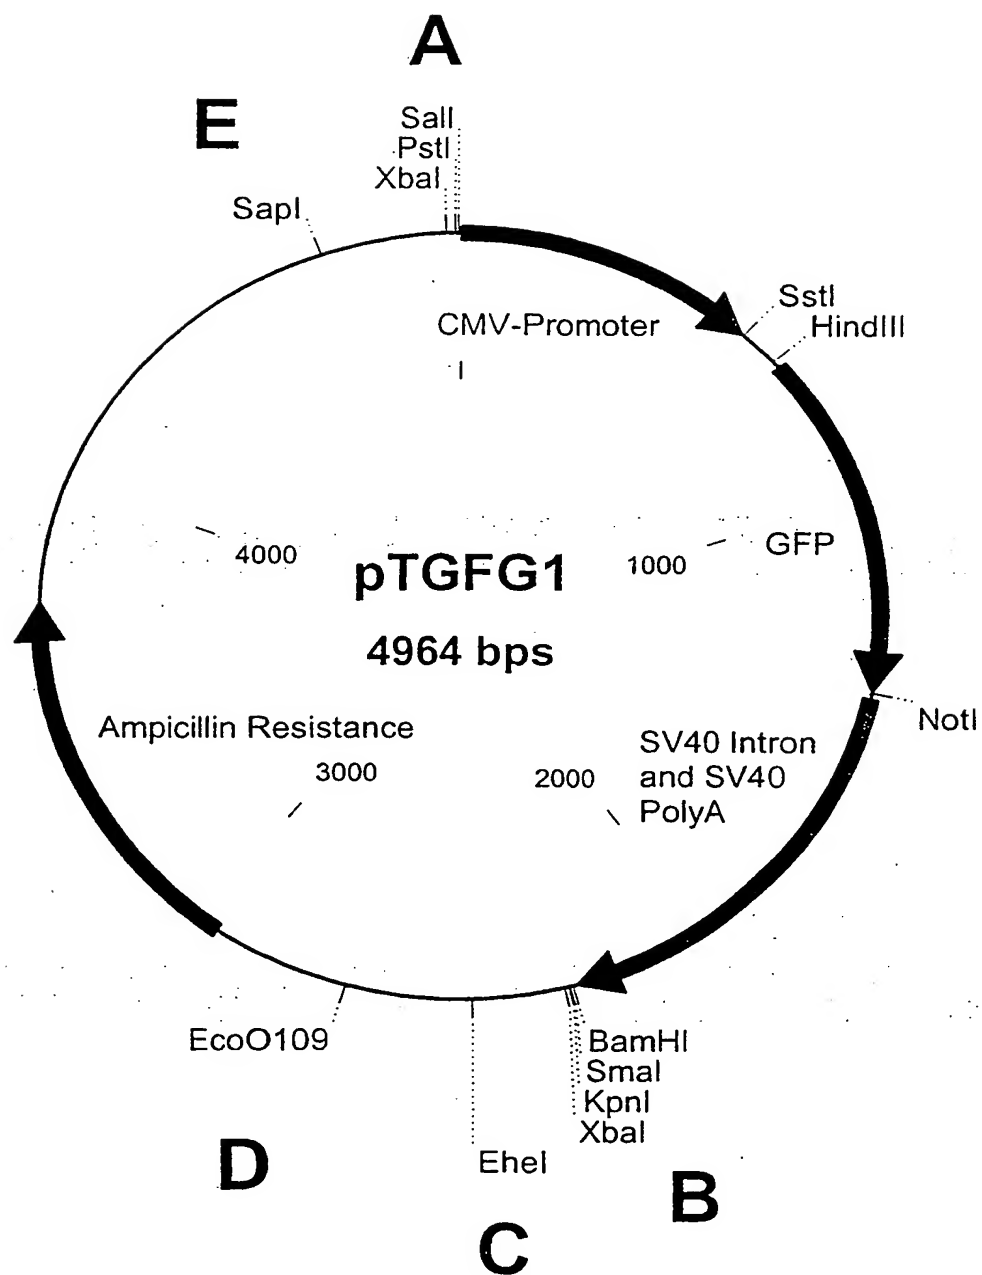 A
E
SalI
PstI
XbaI
SapI
SstI
HindIII
CMV-Promoter
I
GFP
4000
1000
pTGFG1
4964 bps
NotI
Ampicillin Resistance
SV40 Intron
and SV40
PolyA
3000
2000
EcoO109
BamHI
SmaI
KpnI
XbaI
EheI
D
B
C